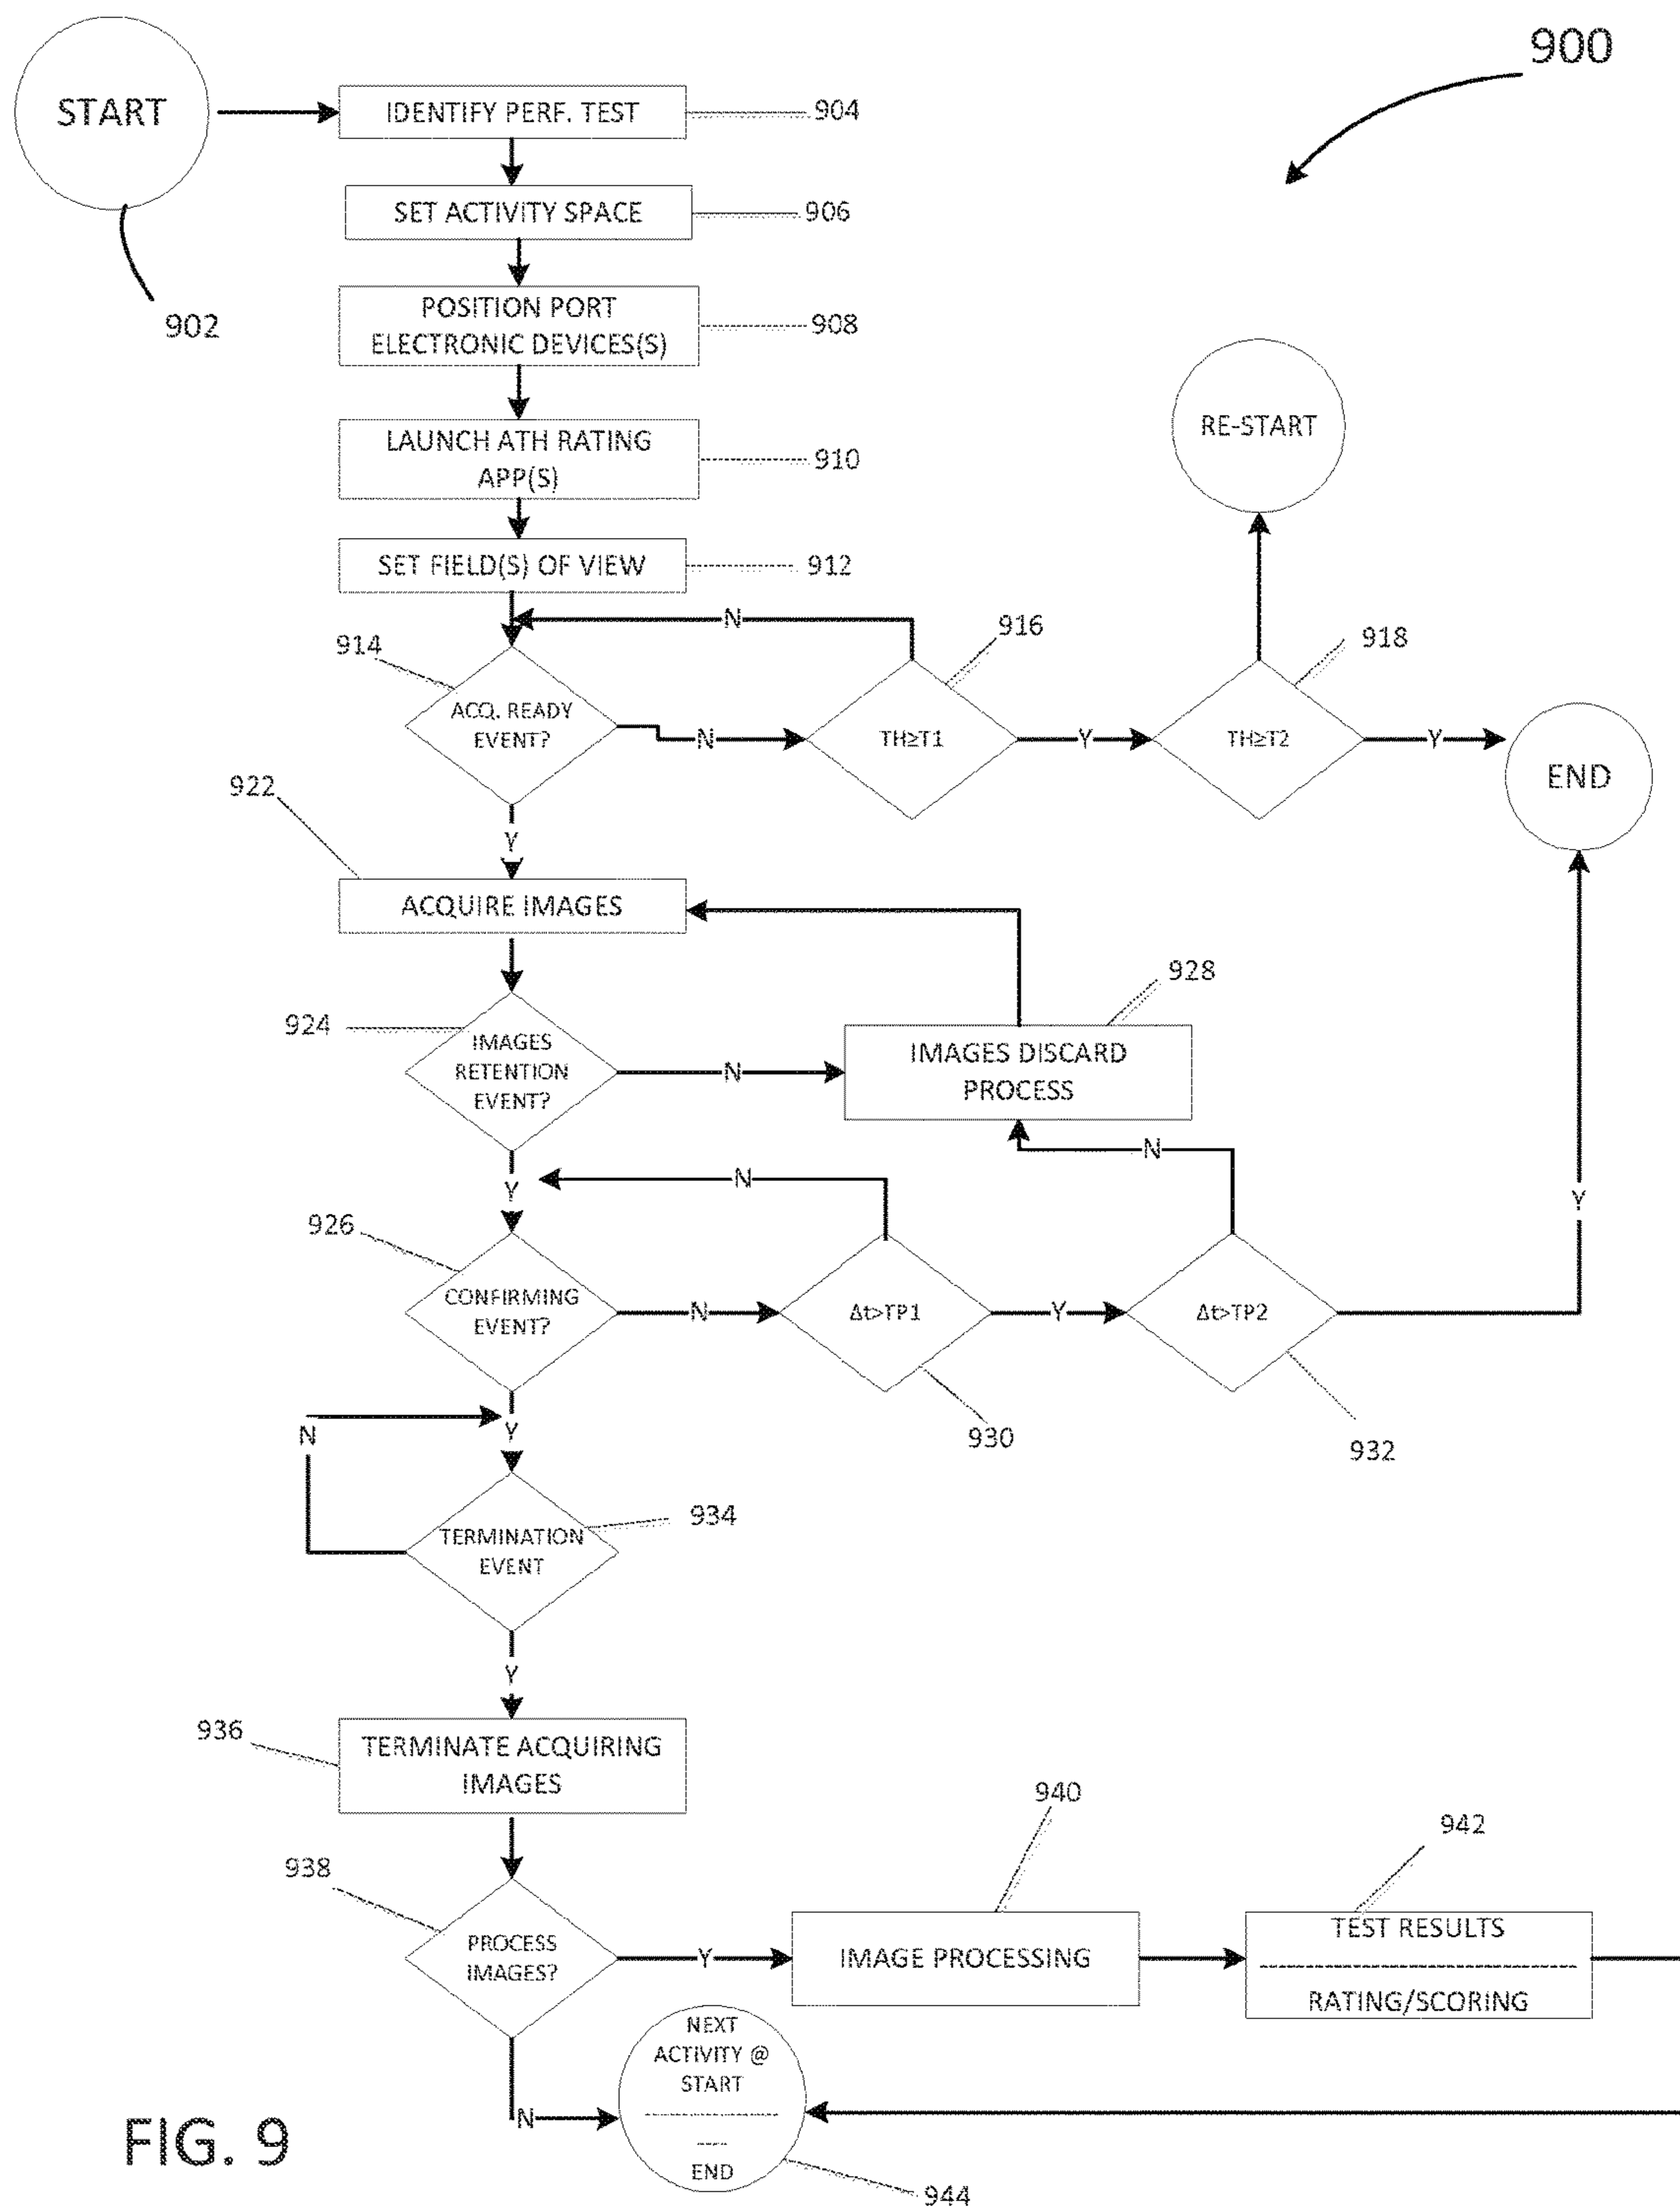 900
START
IDENTIFY PERF. TEST
904
SET ACTIVITY SPACE
906
902
POSITION PORT
ELECTRONIC DEVICES(S)
908
LAUNCH ATH RATING
APP(S)
910
RE-START
SET FIELD(S) OF VIEW
912
N
914
916
918
ACQ. READY
EVENT?
N
TH≥T1
Y
TH≥T2
Y
END
922
Y
ACQUIRE IMAGES
924
IMAGES
RETENTION
EVENT?
N
928
IMAGES DISCARD
PROCESS
N
Y
N
Y
926
CONFIRMING
EVENT?
N
Δt>TP1
Y
Δt>TP2
930
932
N
Y
TERMINATION
EVENT
934
Y
936
TERMINATE ACQUIRING
IMAGES
938
PROCESS
IMAGES?
Y
940
IMAGE PROCESSING
942
TEST RESULTS
RATING/SCORING
N
NEXT
ACTIVITY @
START
END
944
FIG. 9